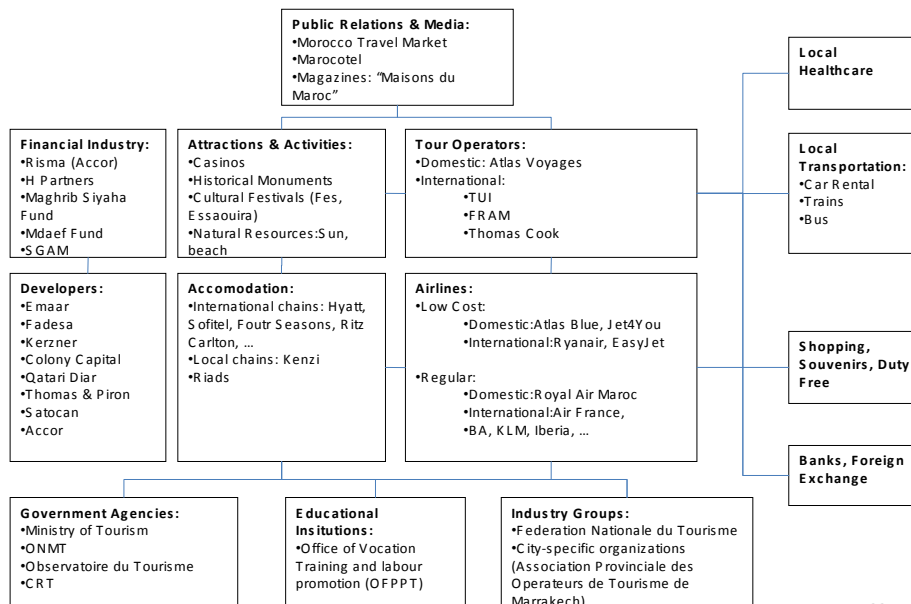 Public Relations & Media:
•Morocco Travel Market
•Marocotel
•Magazines: “Maisons du
Maroc”
Local
Healthcare
Financial Industry:
•Risma (Accor)
•H Partners
•Maghrib Siyaha
Fund
•Mdaef Fund
•SGAM
Attractions & Activities:
•Casinos
•Historical Monuments
•Cultural Festivals (Fes,
Essaouira)
•Natural Resources:Sun,
beach
Tour Operators:
•Domestic: Atlas Voyages
•International:
•TUI
•FRAM
•Thomas Cook
Local
Transportation:
•Car Rental
•Trains
•Bus
Developers:
•Emaar
•Fadesa
•Kerzner
•Colony Capital
•Qatari Diar
•Thomas & Piron
•Satocan
•Accor
Accomodation:
•International chains: Hyatt,
Sofitel, Foutr Seasons, Ritz
Carlton, …
•Local chains: Kenzi
•Riads
Airlines:
•Low Cost:
•Domestic:Atlas Blue, Jet4You
•International:Ryanair, EasyJet
•Regular:
•Domestic:Royal Air Maroc
•International:Air France,
•BA, KLM, Iberia, …
Shopping,
Souvenirs, Duty
Free
Banks, Foreign
Exchange
Government Agencies:
•Ministry of Tourism
•ONMT
•Observatoire du Tourisme
•CRT
Educational
Insitutions:
•Office of Vocation
Training and labour
promotion (OFPPT)
Industry Groups:
•Federation Nationale du Tourisme
•City-specific organizations
(Association Provinciale des
Operateurs de Tourisme de
Marrakech)